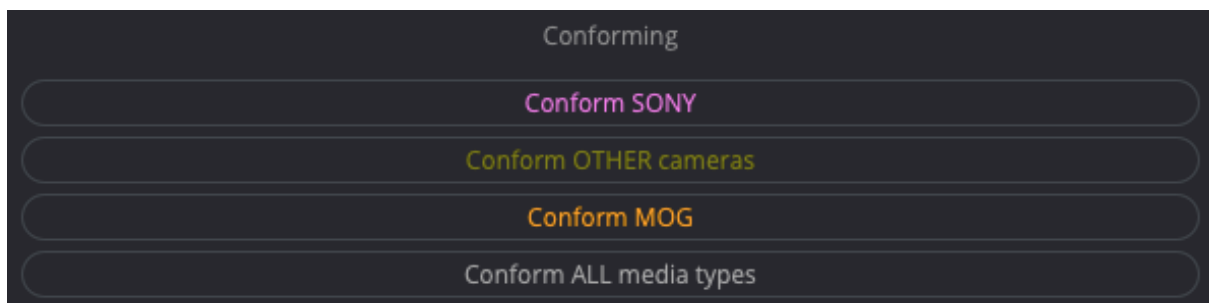 Conforming
Conform SONY
Conform OTHER cameras
Conform MOG
Conform ALL media types